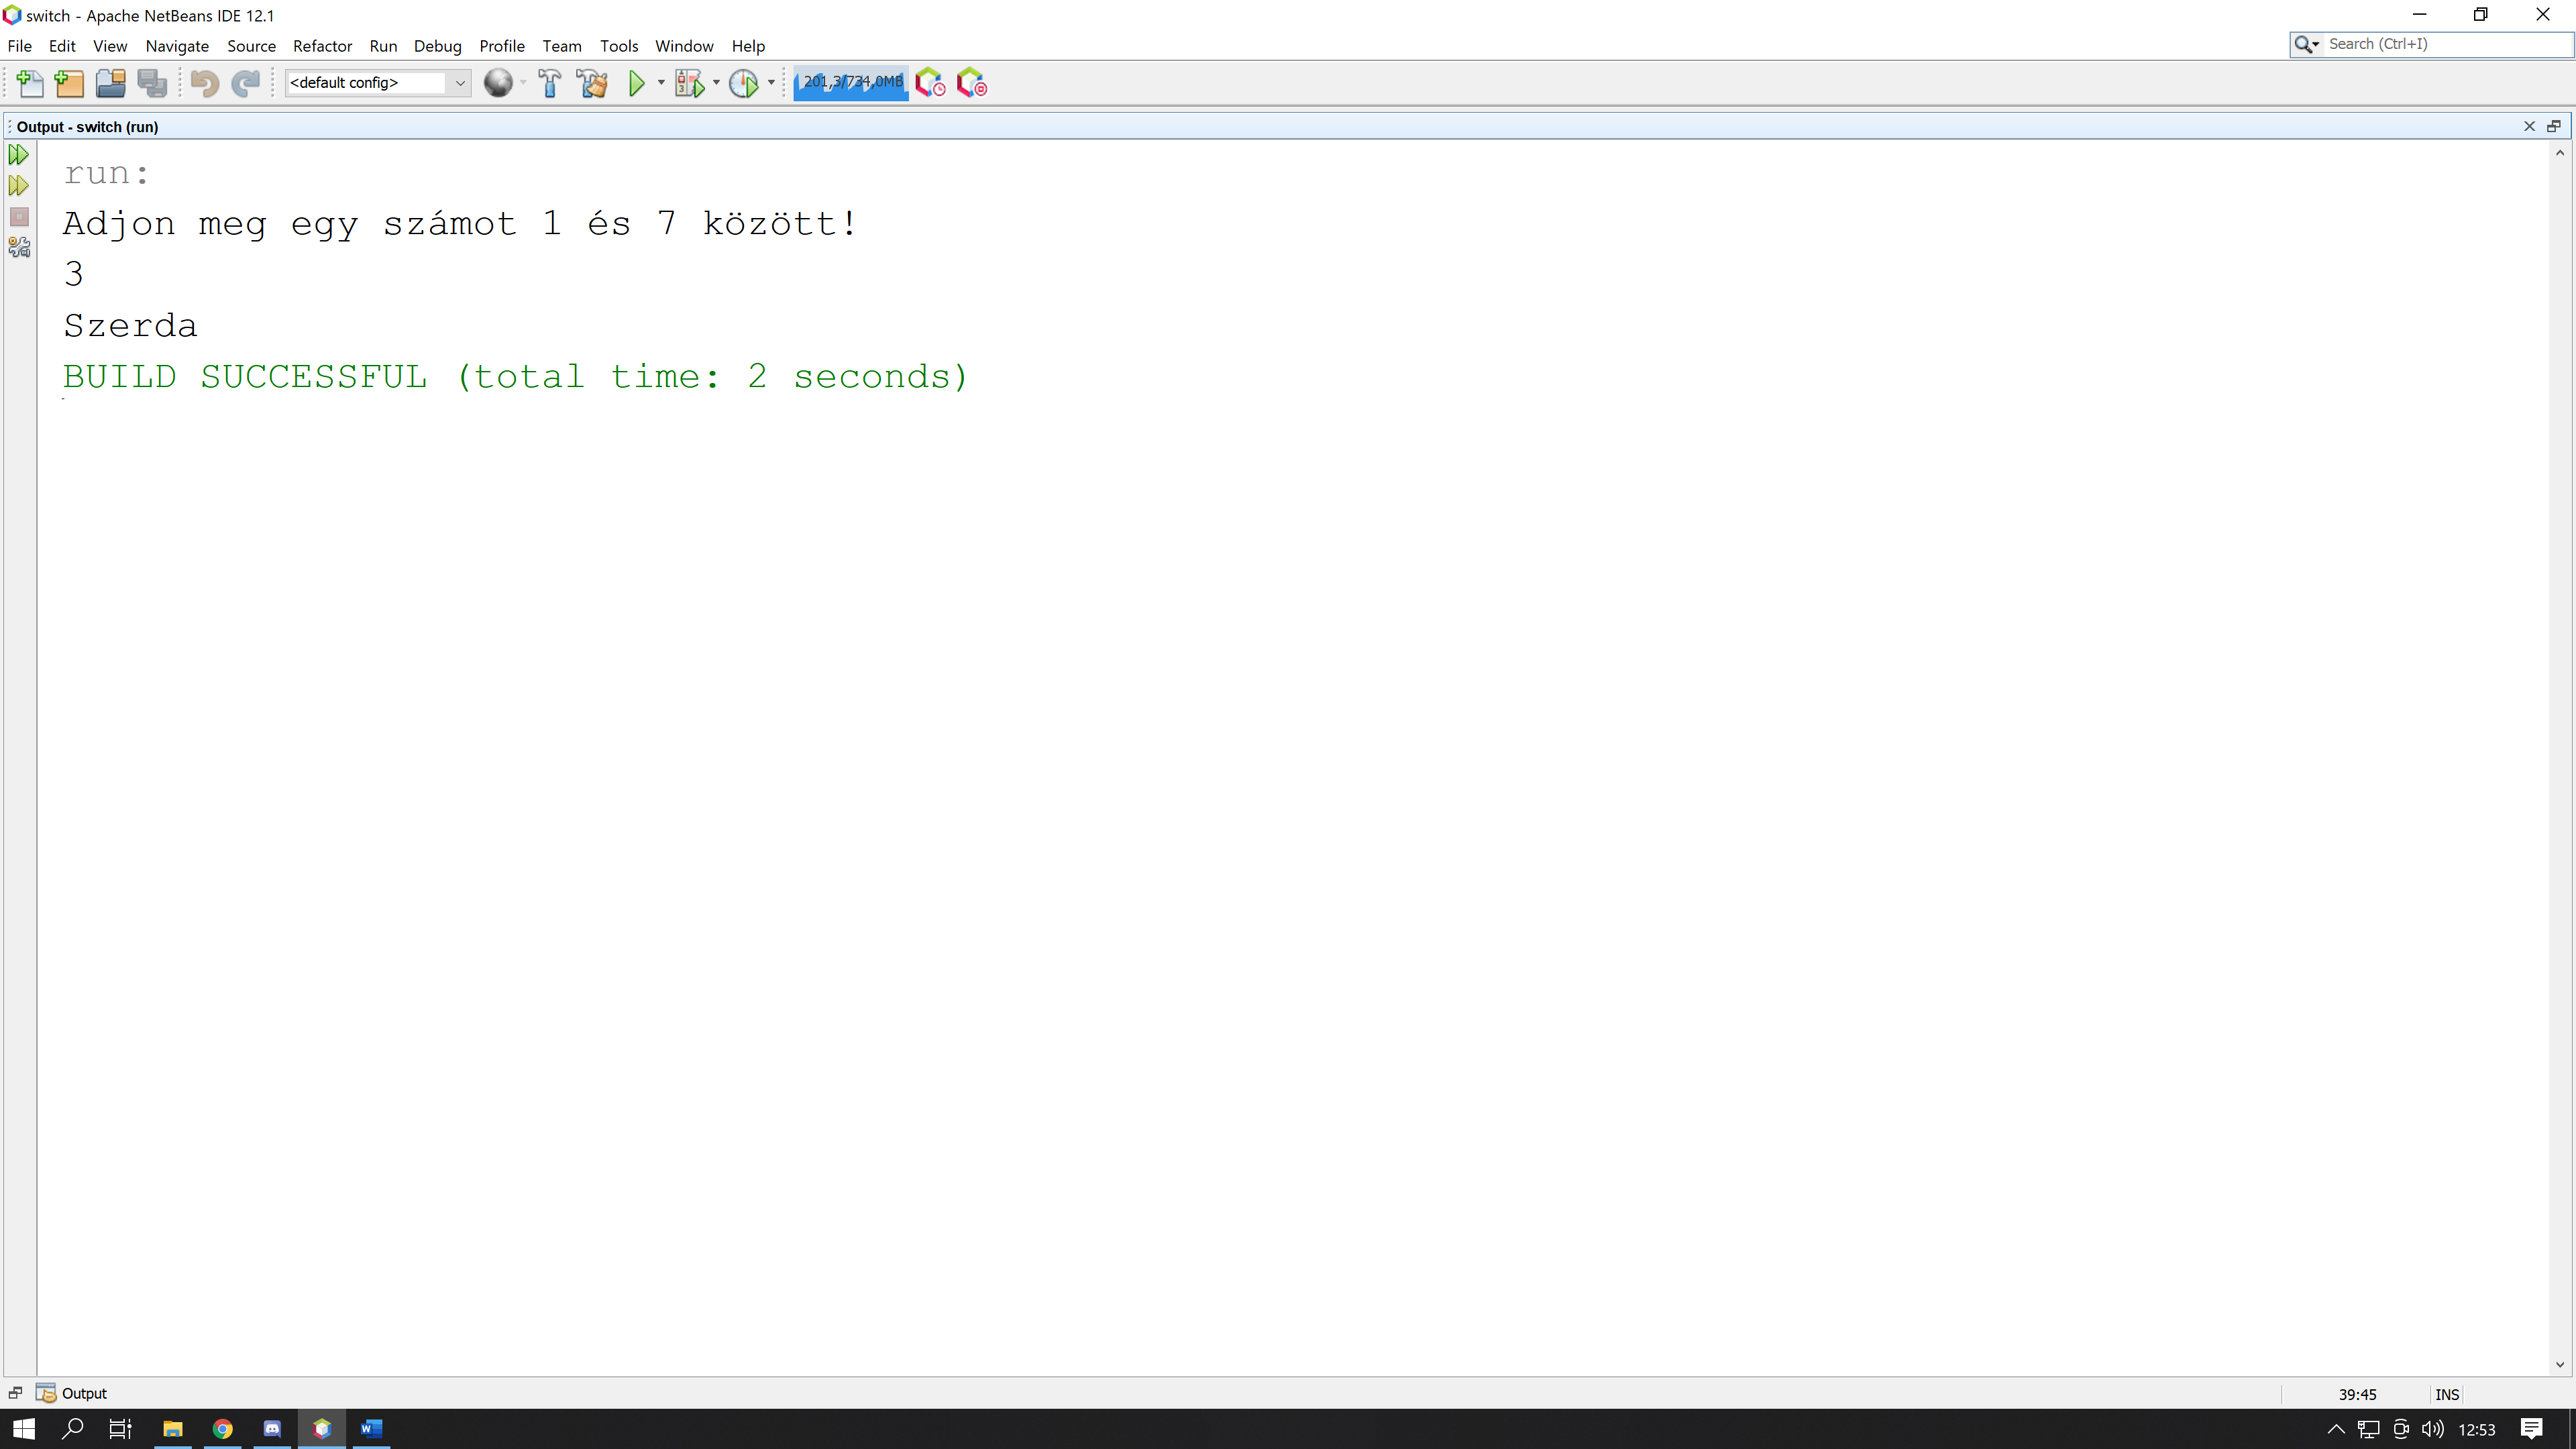 switch - Apache NetBeans IDE 12.1
File Edit View Navigate Source Refactor Run Debug Profile Team Tools Window Help
Search (Ctrl+I)
<default config>
201,3/734,0MB
Output - switch (run)
run:
Adjon meg egy számot 1 és 7 között!
3
Szerda
BUILD SUCCESSFUL (total time: 2 seconds)
Output
39:45
INS
12:53